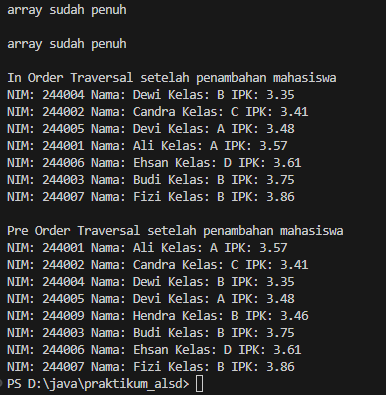 array sudah penuh
array sudah penuh
In Order Traversal setelah penambahan mahasiswa
NIM: 244004 Nama: Dewi Kelas: B IPK: 3.35
NIM: 244002 Nama: Candra Kelas: C IPK: 3.41
NIM: 244005 Nama: Devi Kelas: A IPK: 3.48
NIM: 244001 Nama: Ali Kelas: A IPK: 3.57
NIM: 244006 Nama: Ehsan Kelas: D IPK: 3.61
NIM: 244003 Nama: Budi Kelas: B IPK: 3.75
NIM: 244007 Nama: Fizi Kelas: B IPK: 3.86
Pre Order Traversal setelah penambahan mahasiswa
NIM: 244001 Nama: Ali Kelas: A IPK: 3.57
NIM: 244002 Nama: Candra Kelas: C IPK: 3.41
NIM: 244004 Nama: Dewi Kelas: B IPK: 3.35
NIM: 244005 Nama: Devi Kelas: A IPK: 3.48
NIM: 244009 Nama: Hendra Kelas: B IPK: 3.46
NIM: 244003 Nama: Budi Kelas: B IPK: 3.75
NIM: 244006 Nama: Ehsan Kelas: D IPK: 3.61
NIM: 244007 Nama: Fizi Kelas: B IPK: 3.86
PS D:\java\praktikum_alsd>